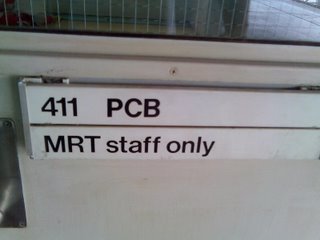 411 PCB
MRT staff only